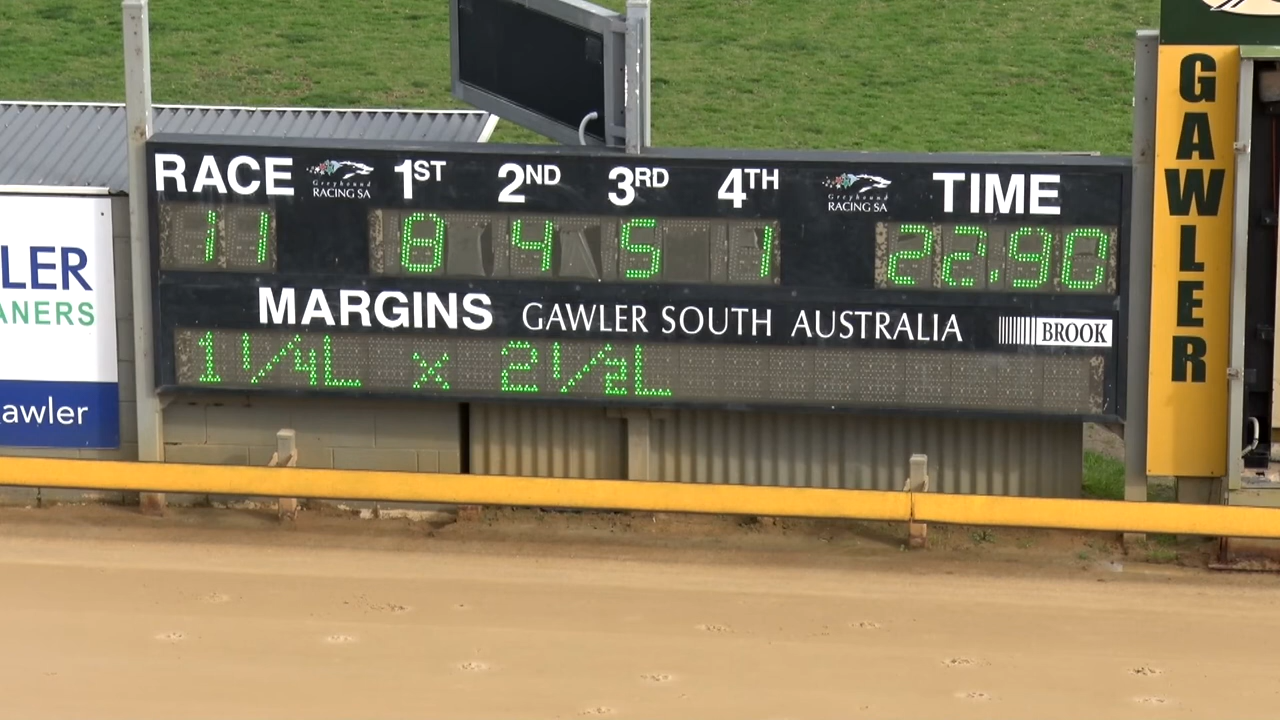 RACE
Greyhound
RACING SA
1ST 2ND 3RD 4TH
Greyhound
RACING SA
TIME
11 8 4 5 1 22.90
MARGINS GAWLER SOUTH AUSTRALIA BROOK
1 1/4L x 2 1/2L
GAWLER
LER
ANERS
awler